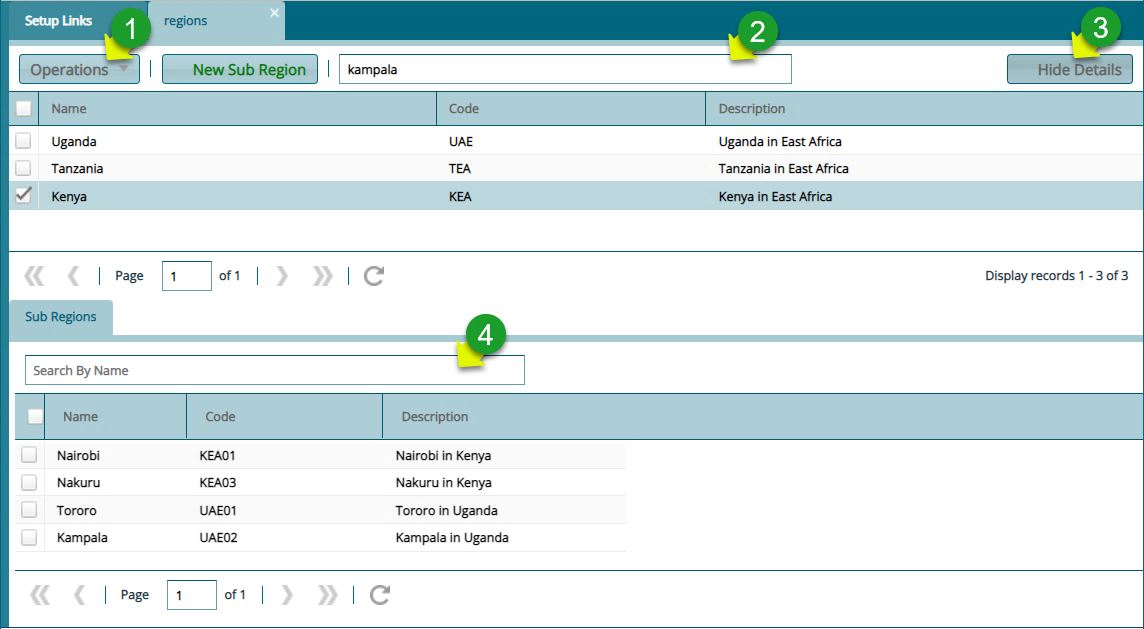 Setup Links regions ×
1 2 3
Operations | New Sub Region | kampala Hide Details
Name Code Description
Uganda UAE Uganda in East Africa
Tanzania TEA Tanzania in East Africa
Kenya KEA Kenya in East Africa
Page 1 of 1 Display records 1 - 3 of 3
Sub Regions
4
Search By Name
Name Code Description
Nairobi KEA01 Nairobi in Kenya
Nakuru KEA03 Nakuru in Kenya
Tororo UAE01 Tororo in Uganda
Kampala UAE02 Kampala in Uganda
Page 1 of 1